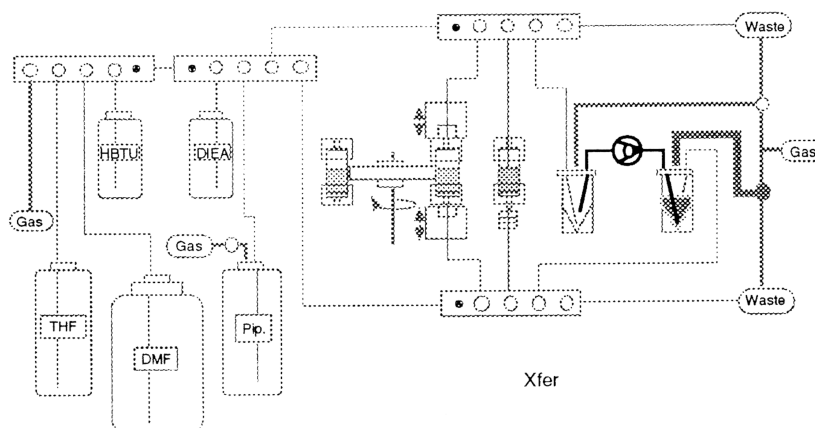 Waste
HBTU
DIEA
Gas
Gas
Gas
THF
DMF
Pip.
Waste
Xfer